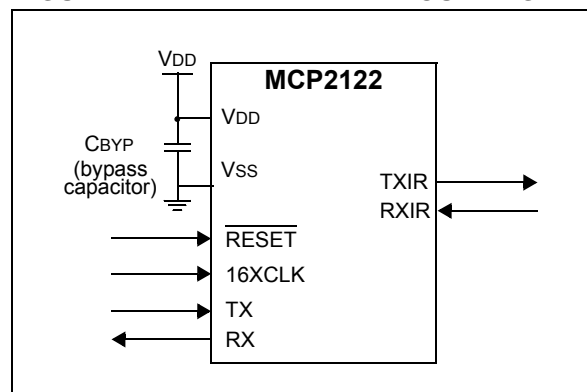 VDD
MCP2122
VDD
CBYP
(bypass
capacitor)
VSS
TXIR
RXIR
RESET
16XCLK
TX
RX